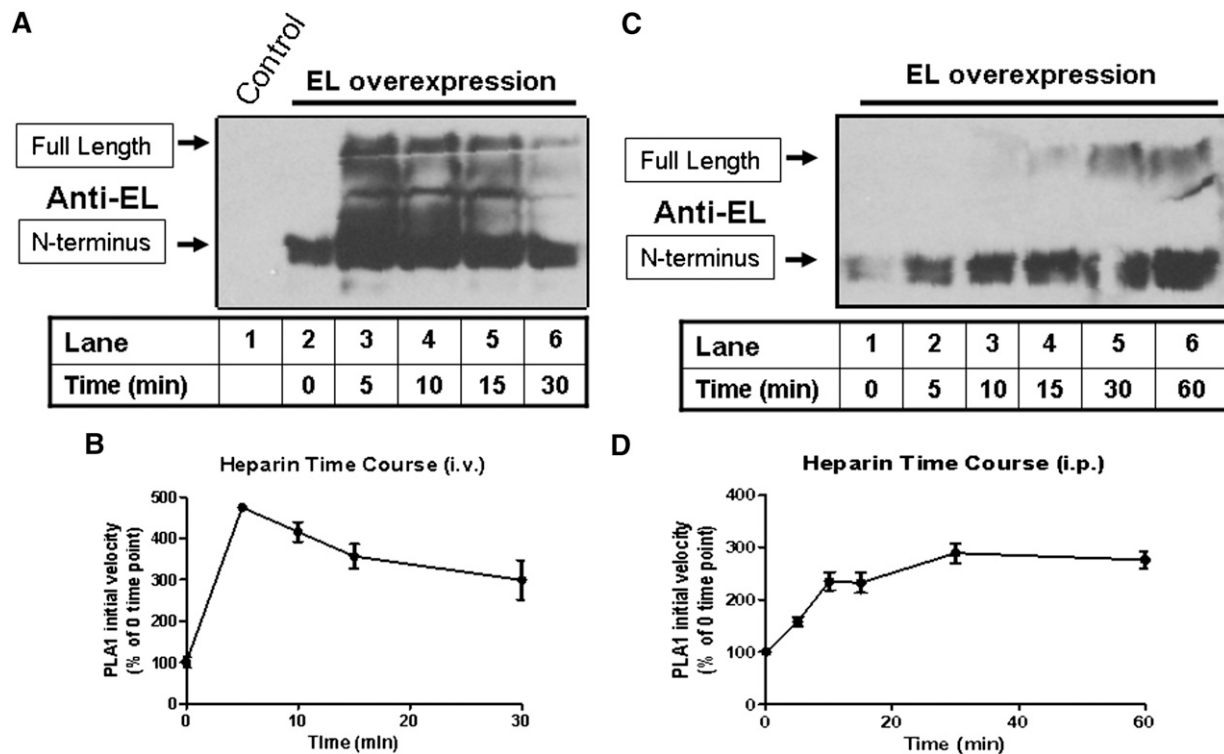 A
Control
EL overexpression
Full Length
Anti-EL
N-terminus
Lane 1 2 3 4 5 6
Time (min) 0 5 10 15 30
C
EL overexpression
Full Length
Anti-EL
N-terminus
Lane 1 2 3 4 5 6
Time (min) 0 5 10 15 30 60
B
Heparin Time Course (i.v.)
PLA1 initial velocity
(% of 0 time point)
500
400
300
200
100
0
0 10 20 30
Time (min)
D
Heparin Time Course (i.p.)
PLA1 initial velocity
(% of 0 time point)
400
300
200
100
0
0 20 40 60
Time (min)